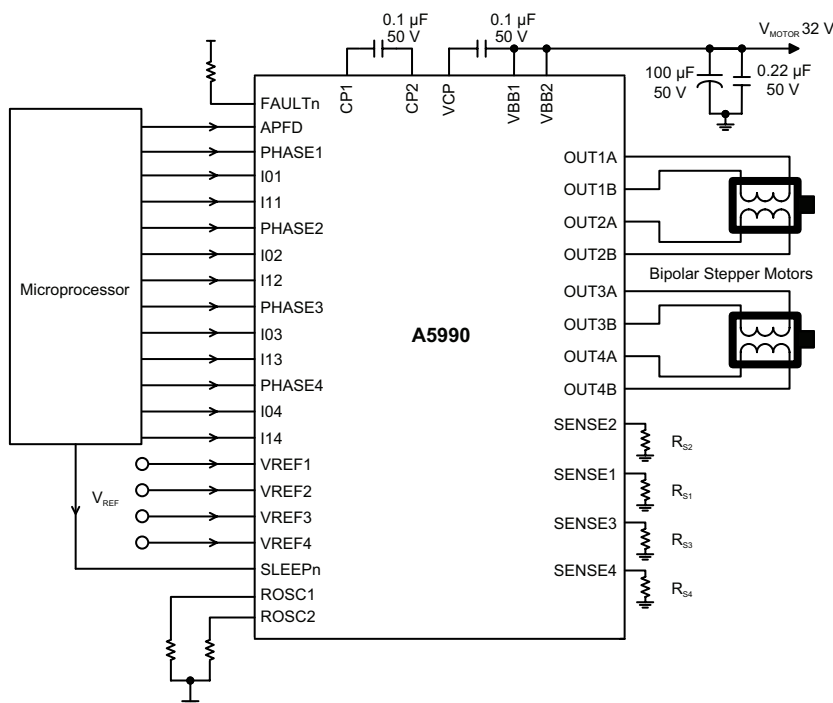 0.1 µF
50 V
0.1 µF
50 V
VMOTOR 32 V
100 µF
50 V
0.22 µF
50 V
CP1
CP2
VCP
VBB1
VBB2
FAULTn
APFD
PHASE1
I01
I11
PHASE2
I02
I12
PHASE3
I03
I13
PHASE4
I04
I14
VREF1
VREF2
VREF3
VREF4
SLEEPn
ROSC1
ROSC2
Microprocessor
VREF
A5990
OUT1A
OUT1B
OUT2A
OUT2B
Bipolar Stepper Motors
OUT3A
OUT3B
OUT4A
OUT4B
SENSE2
RS2
SENSE1
RS1
SENSE3
RS3
SENSE4
RS4